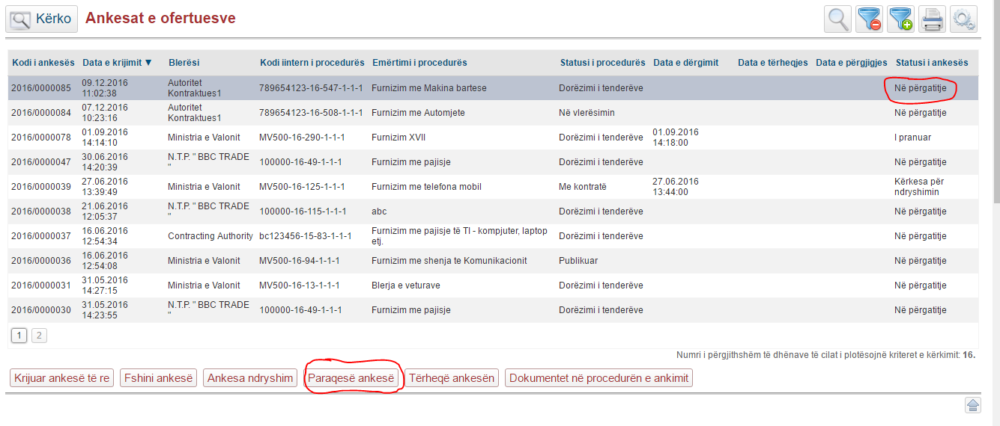 Kërko Ankesat e ofertuesve
Kodi i ankesës Data e krijimit ▼ Blerësi Kodi iintern i procedurës Emërtimi i procedurës Statusi i procedurës Data e dërgimit Data e tërheqjes Data e përgjigjes Statusi i ankesës
2016/0000085 09.12.2016 11:02:38 Autoritet Kontraktues1 789654123-16-547-1-1-1 Furnizim me Makina bartese Dorëzimi i tenderëve Në përgatitje
2016/0000084 07.12.2016 10:23:16 Autoritet Kontraktues1 789654123-16-508-1-1-1 Furnizim me Automjete Në vlerësimin Në përgatitje
2016/0000078 01.09.2016 14:14:10 Ministria e Valonit MV500-16-290-1-1-1 Furnizim XVII Dorëzimi i tenderëve 01.09.2016 14:18:00 I pranuar
2016/0000047 30.06.2016 14:20:39 N.T.P. " BBC TRADE " 100000-16-49-1-1-1 Furnizim me pajisje Dorëzimi i tenderëve Në përgatitje
2016/0000039 27.06.2016 13:39:49 Ministria e Valonit MV500-16-125-1-1-1 Furnizim me telefona mobil Me kontratë 27.06.2016 13:44:00 Kërkesa për ndryshimin
2016/0000038 21.06.2016 12:05:37 N.T.P. " BBC TRADE " 100000-16-115-1-1-1 abc Dorëzimi i tenderëve Në përgatitje
2016/0000037 16.06.2016 12:54:34 Contracting Authority bc123456-15-83-1-1-1 Furnizim me pajisje të TI - kompjuter, laptop etj. Dorëzimi i tenderëve Në përgatitje
2016/0000036 16.06.2016 12:54:08 Ministria e Valonit MV500-16-94-1-1-1 Furnizim me shenja te Komunikacionit Publikuar Në përgatitje
2016/0000031 31.05.2016 14:27:15 Ministria e Valonit MV500-16-13-1-1-1 Blerja e veturave Dorëzimi i tenderëve Në përgatitje
2016/0000030 31.05.2016 14:23:55 N.T.P. " BBC TRADE " 100000-16-49-1-1-1 Furnizim me pajisje Dorëzimi i tenderëve Në përgatitje
1 2
Numri i përgjithshëm të dhënave të cilat i plotësojnë kriteret e kërkimit: 16.
Krijuar ankesë të re Fshini ankesë Ankesa ndryshim Paraqesë ankesë Tërheqë ankesën Dokumentet në procedurën e ankimit